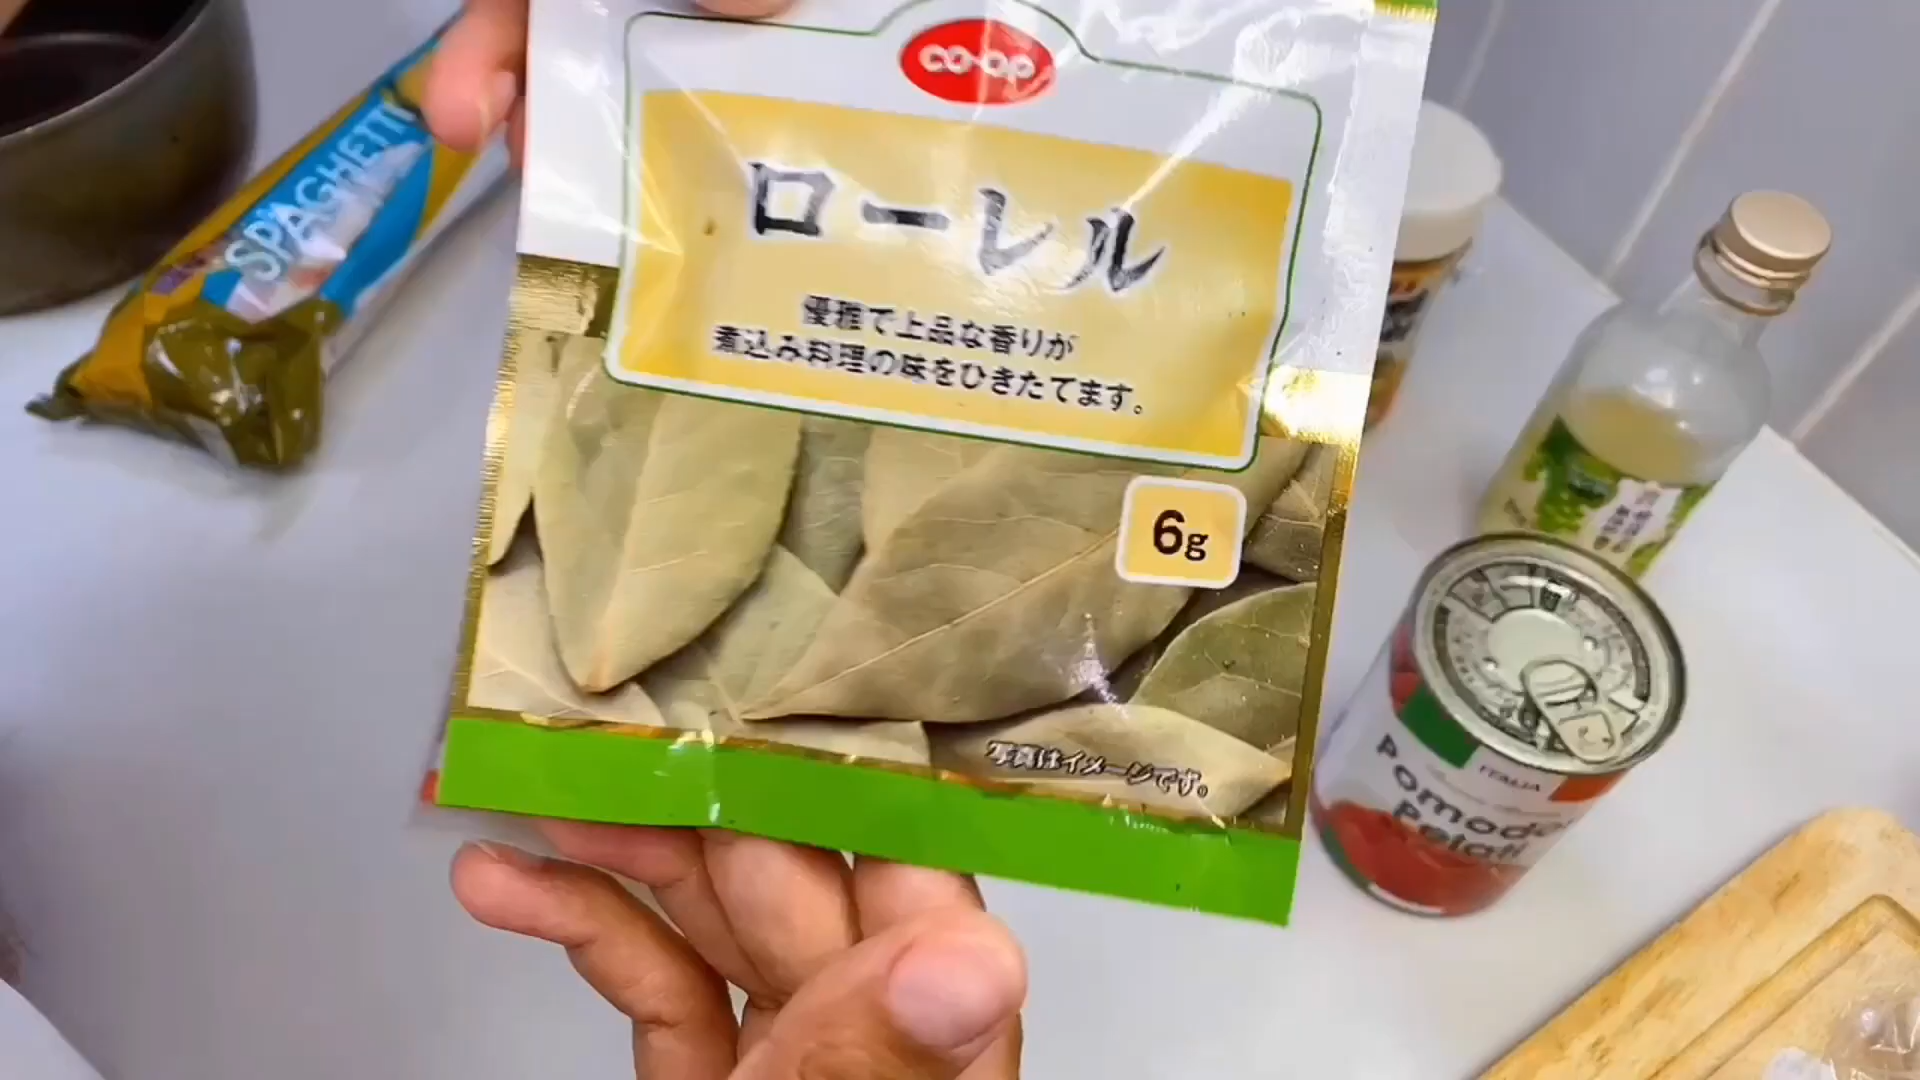 CO・OP
ローレル
優雅で上品な香りが
煮込み料理の味をひきたてます。
6g
写真はイメージです。
SPAGHETTI
ITALIA
Pomodo
Pelati